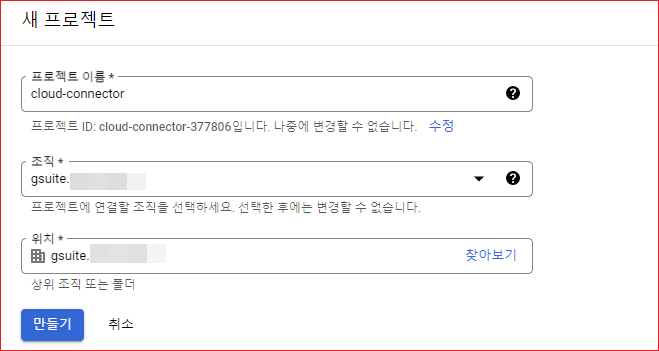 새 프로젝트
프로젝트 이름 *
cloud-connector
프로젝트 ID: cloud-connector-377806입니다. 나중에 변경할 수 없습니다. 수정
조직 *
gsuite.
프로젝트에 연결할 조직을 선택하세요. 선택한 후에는 변경할 수 없습니다.
위치 *
gsuite. 찾아보기
상위 조직 또는 폴더
만들기 취소